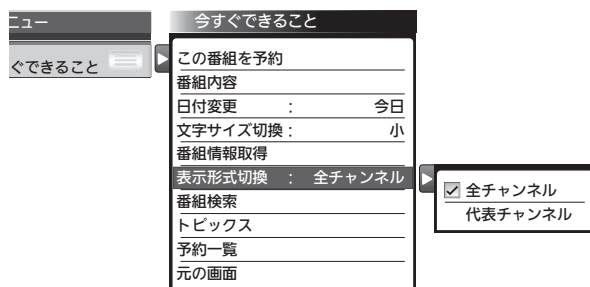 ニュー
ぐできること
今すぐできること
この番組を予約
番組内容
日付変更 : 今日
文字サイズ切換 : 小
番組情報取得
表示形式切換 : 全チャンネル
番組検索
トピックス
予約一覧
元の画面
全チャンネル
代表チャンネル